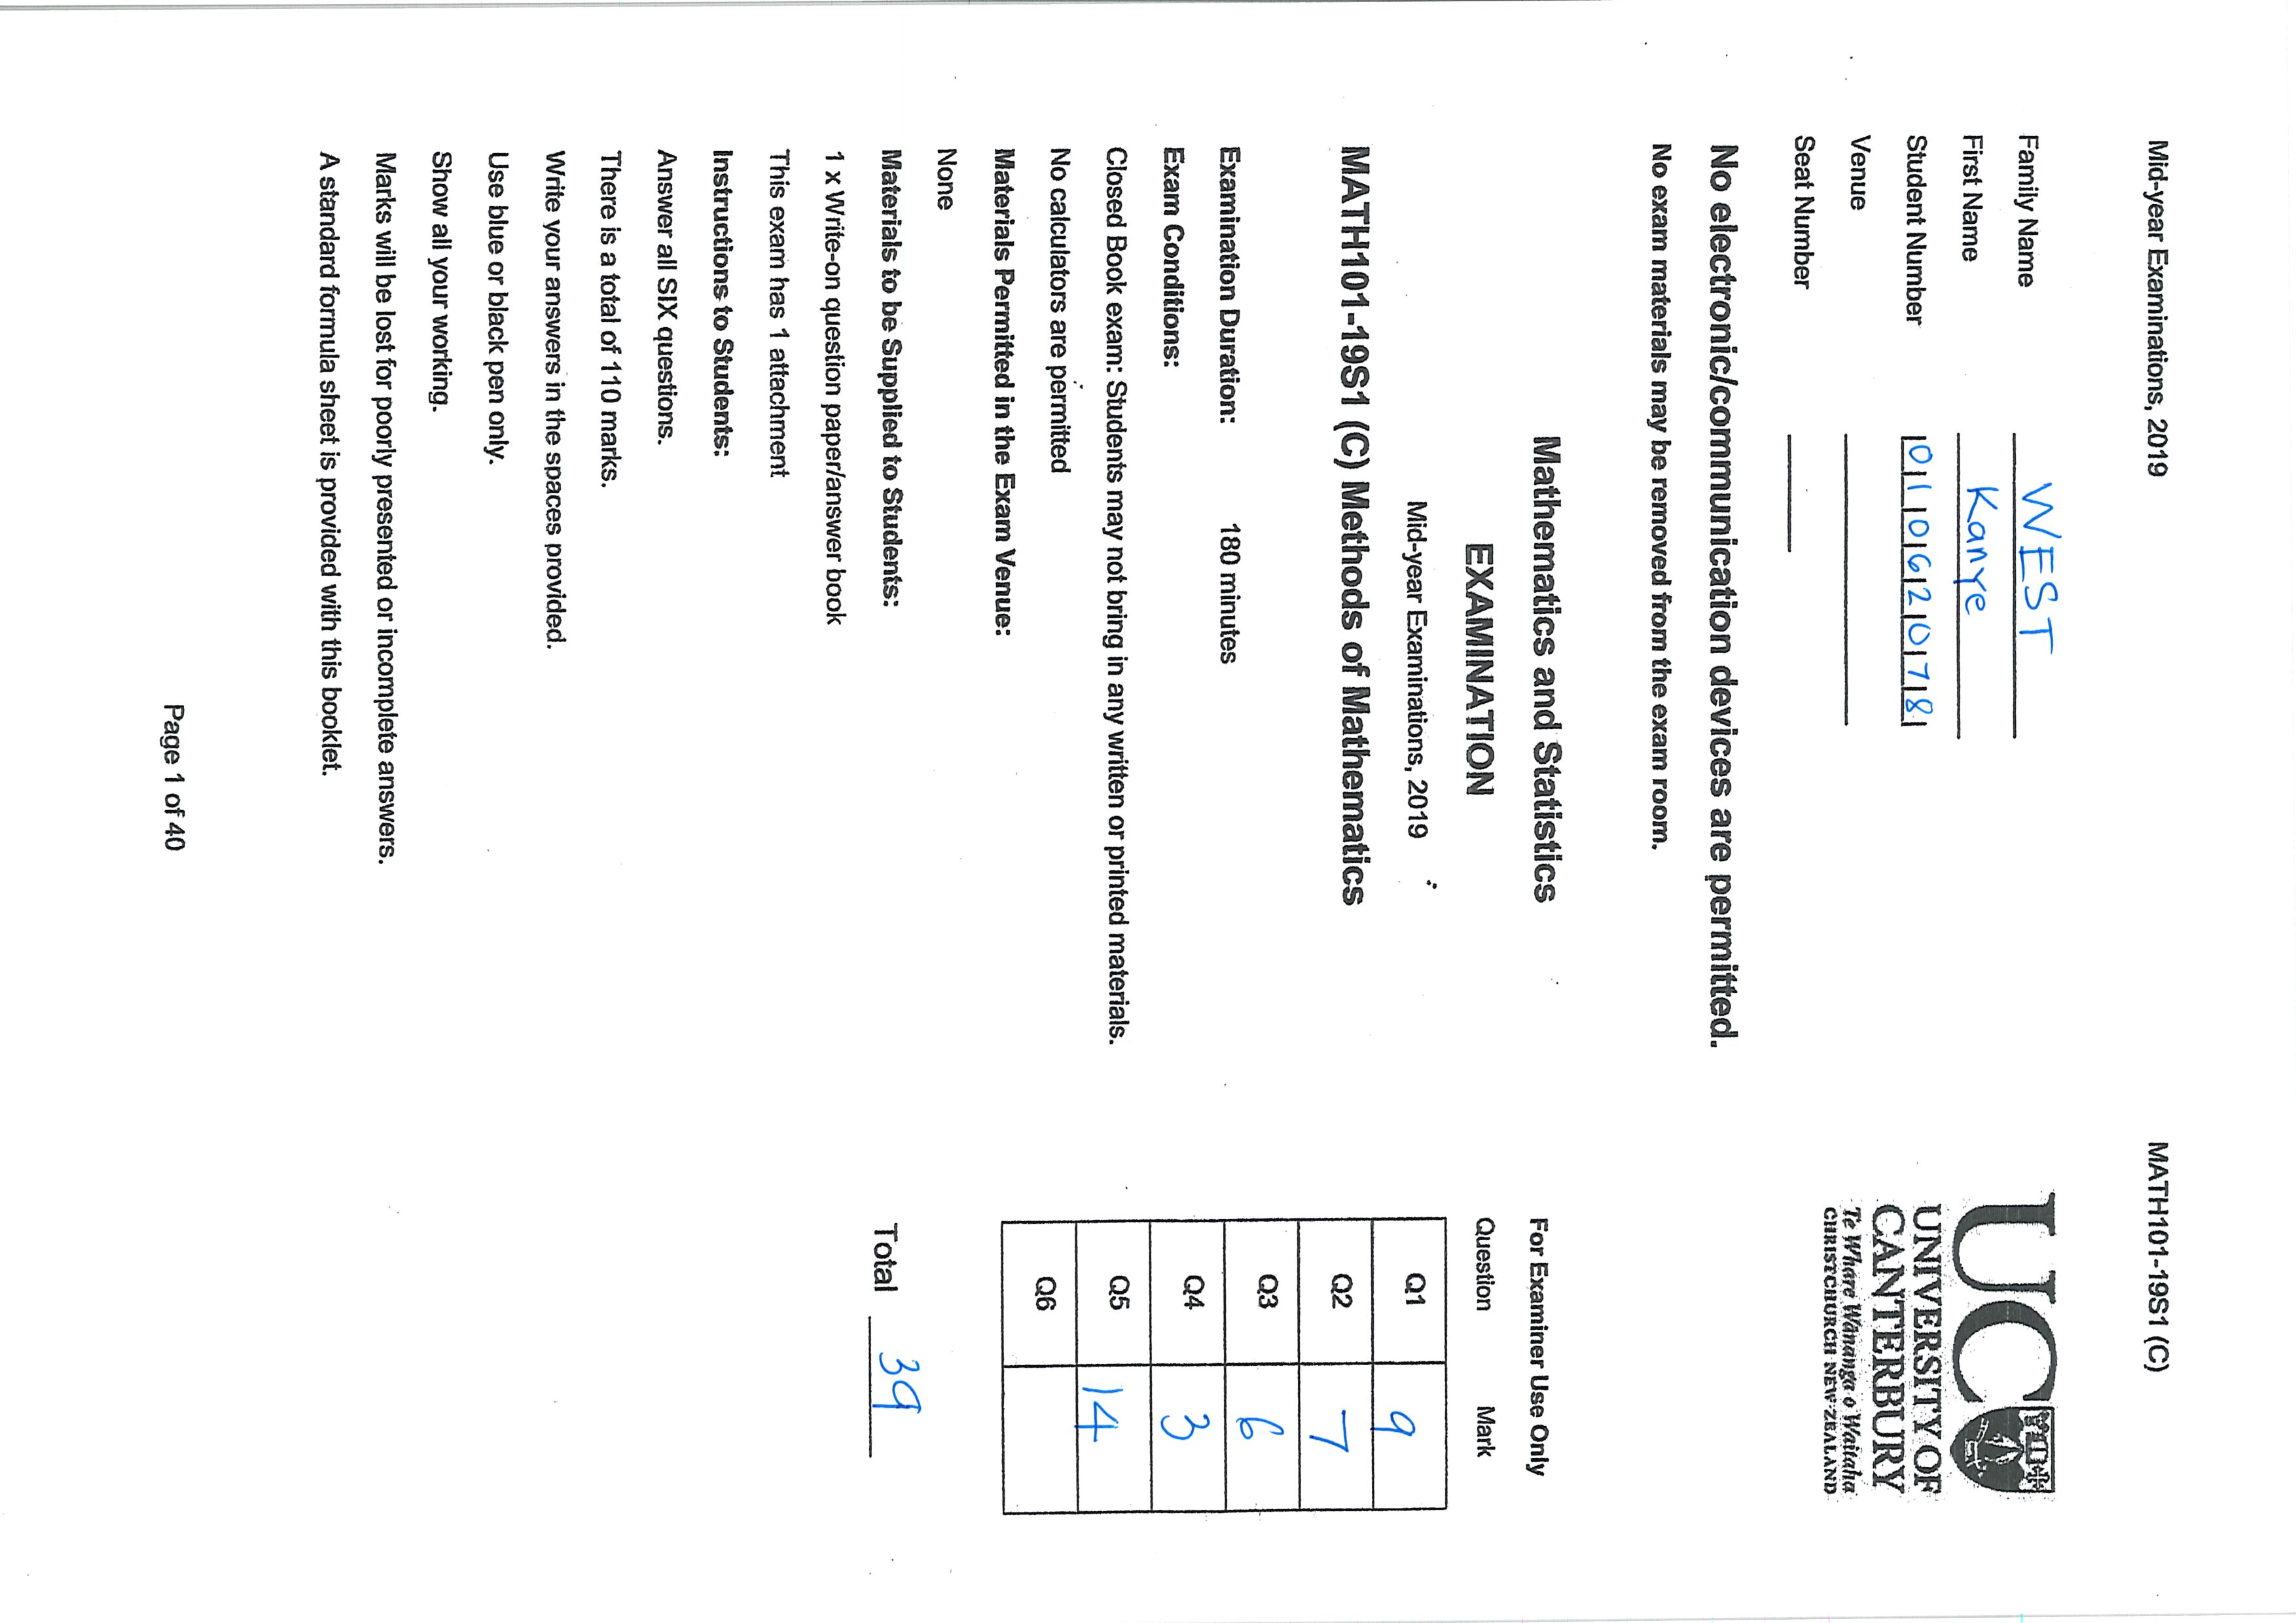 Mid-year Examinations, 2019 MATH101-19S1 (C)
Family Name WEST
First Name Kanye
Student Number 01062078
Venue
Seat Number
UC
UNIVERSITY OF
CANTERBURY
Te Whare Wānanga o Waitaha
CHRISTCHURCH NEW ZEALAND
No electronic/communication devices are permitted.
No exam materials may be removed from the exam room.
Mathematics and Statistics
EXAMINATION
Mid-year Examinations, 2019
MATH101-19S1 (C) Methods of Mathematics
For Examiner Use Only
Question Mark
Q1 9
Q2 7
Q3 6
Q4 3
Q5 14
Q6
Total 39
Examination Duration: 180 minutes
Exam Conditions:
Closed Book exam: Students may not bring in any written or printed materials.
No calculators are permitted
Materials Permitted in the Exam Venue:
None
Materials to be Supplied to Students:
1 x Write-on question paper/answer book
This exam has 1 attachment
Instructions to Students:
Answer all SIX questions.
There is a total of 110 marks.
Write your answers in the spaces provided.
Use blue or black pen only.
Show all your working.
Marks will be lost for poorly presented or incomplete answers.
A standard formula sheet is provided with this booklet.
Page 1 of 40